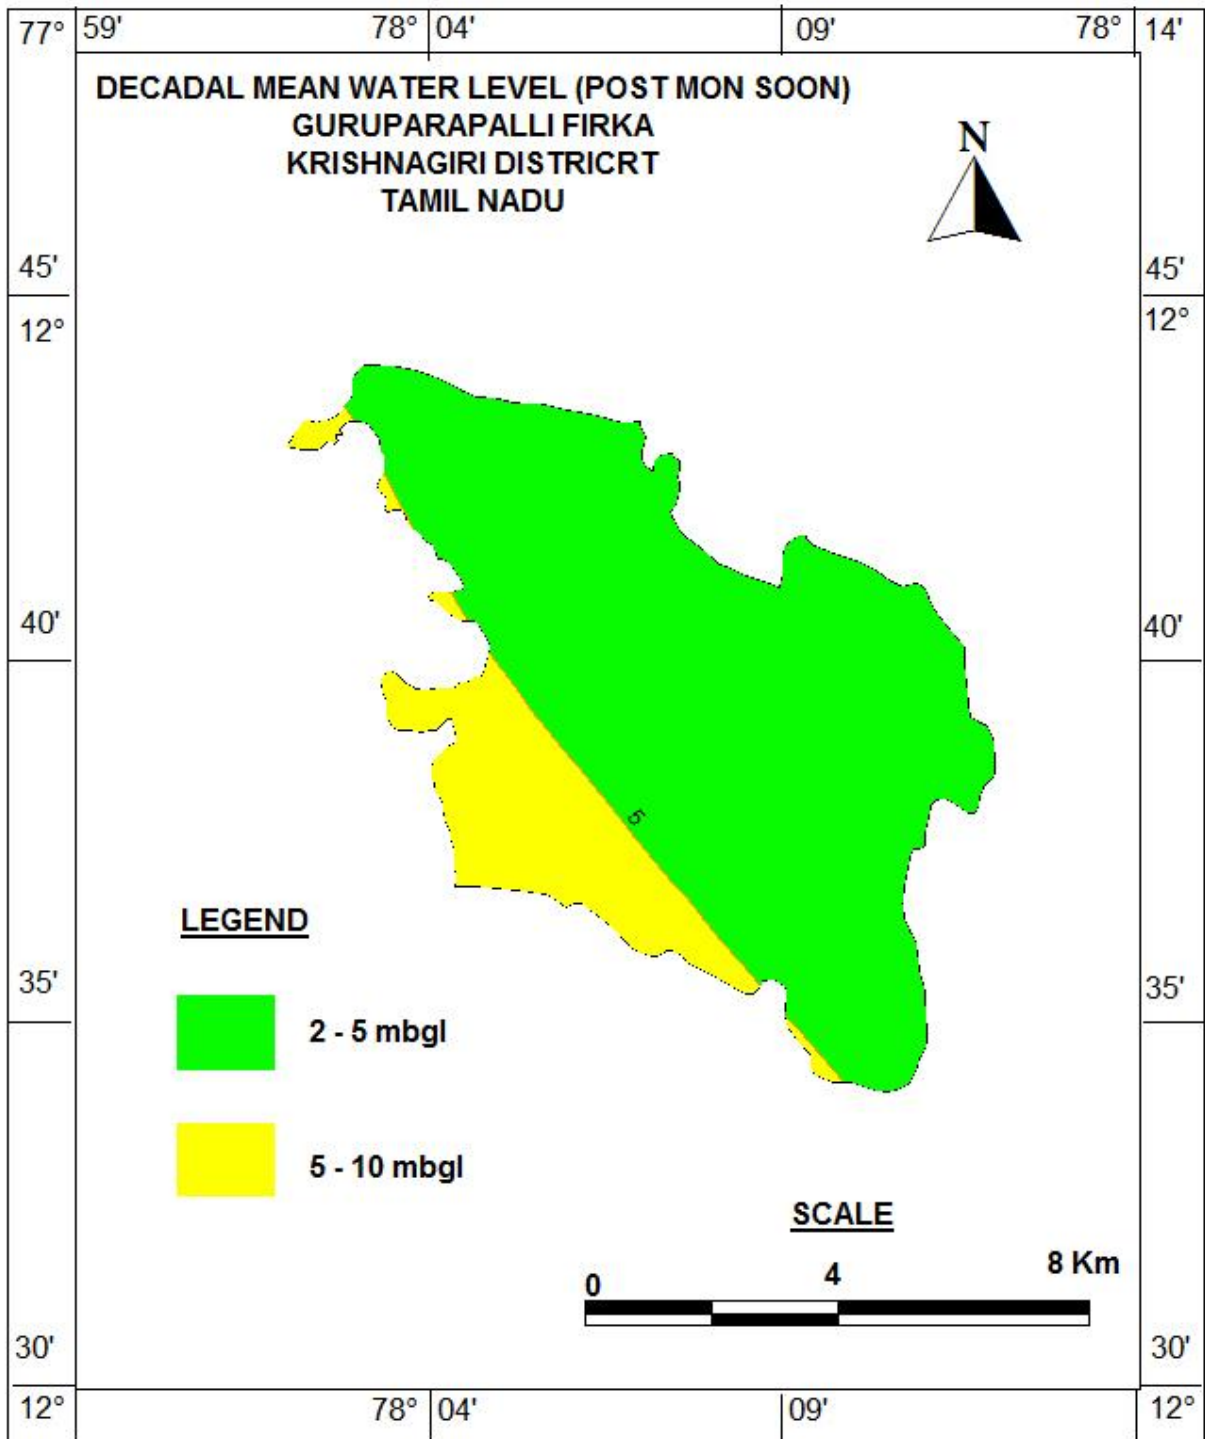 77° 59' 78° 04' 09' 78° 14'
DECADAL MEAN WATER LEVEL (POST MON SOON)
GURUPARAPALLI FIRKA
KRISHNAGIRI DISTRICRT
TAMIL NADU
N
45' 45'
12° 12°
40' 40'
5
LEGEND
35' 35'
2 - 5 mbgl
5 - 10 mbgl
SCALE
0 4 8 Km
30' 30'
12° 78° 04' 09' 12°